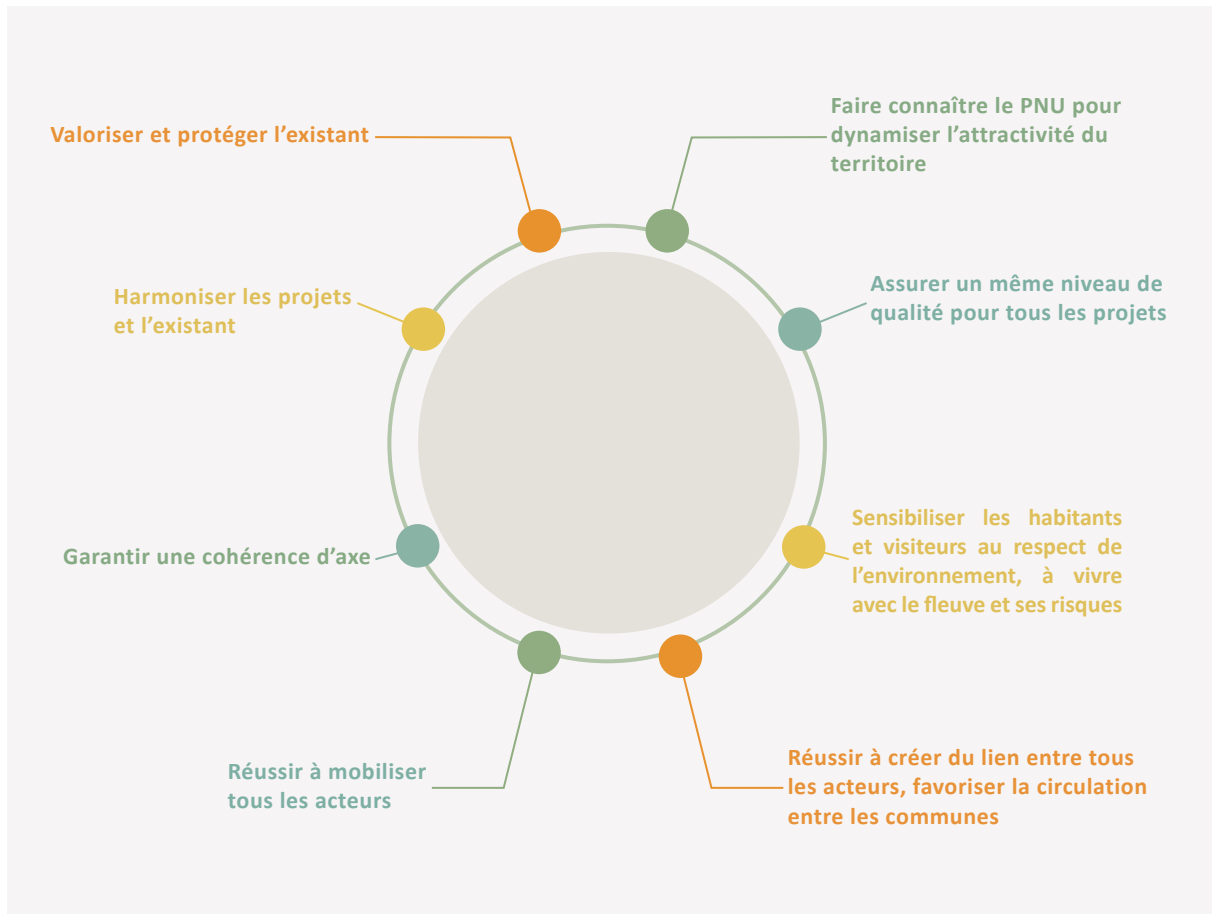 Valoriser et protéger l’existant
Faire connaître le PNU pour
dynamiser l’attractivité du
territoire
Harmoniser les projets
et l’existant
Assurer un même niveau de
qualité pour tous les projets
Garantir une cohérence d’axe
Sensibiliser les habitants
et visiteurs au respect de
l’environnement, à vivre
avec le fleuve et ses risques
Réussir à mobiliser
tous les acteurs
Réussir à créer du lien entre tous
les acteurs, favoriser la circulation
entre les communes